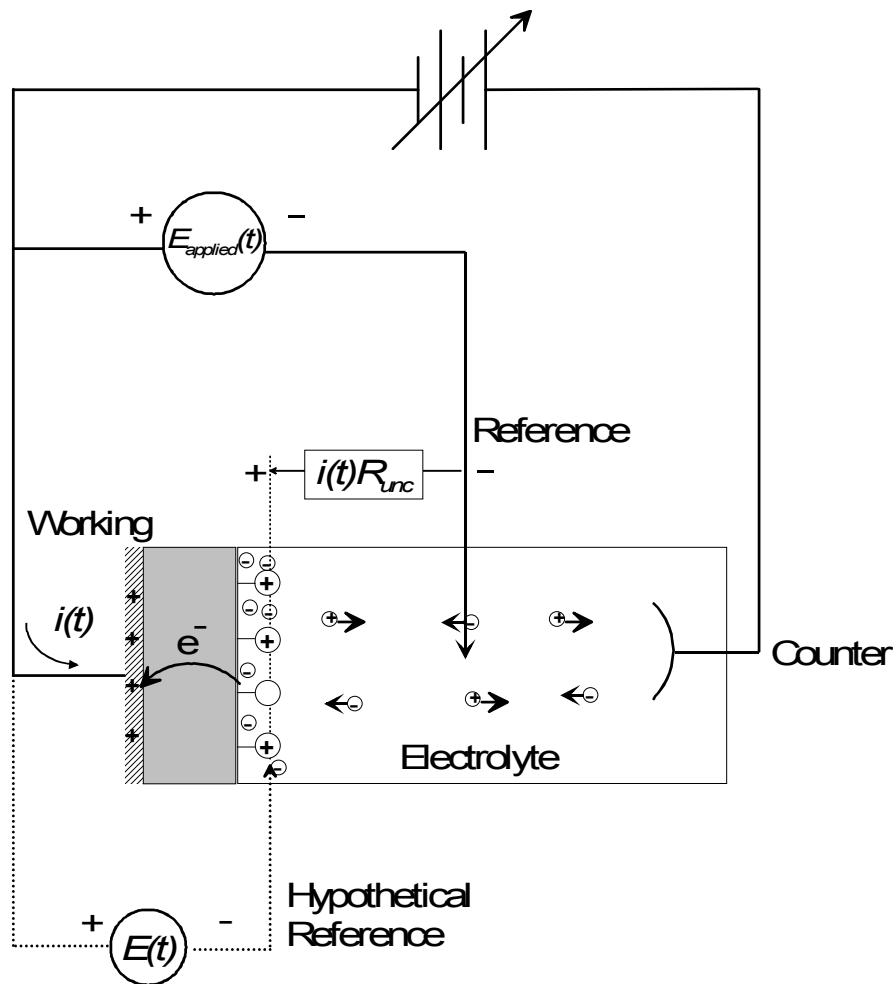 + −
E_applied(t)
Reference
+ i(t)R_unc −
Working
+ + + +
i(t)
e⁻
- - - - - - - - -
+ + +
+ - +
- + -
Counter
Electrolyte
Hypothetical
Reference
+ -
E(t)